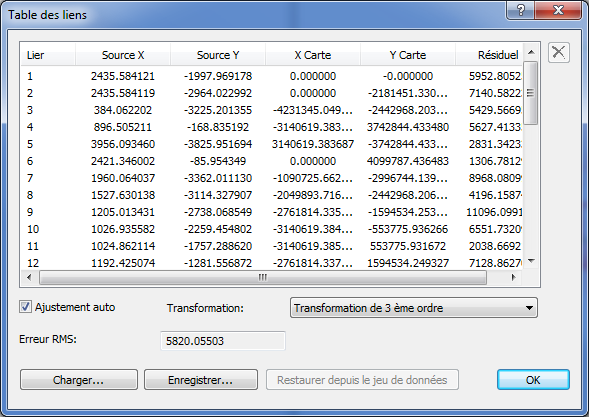 Table des liens
Lier Source X Source Y X Carte Y Carte Résiduel
1 2435.584121 -1997.969178 0.000000 -0.000000 5952.8052
2 2435.584119 -2964.022992 0.000000 -2181451.330... 7140.5822
3 384.062202 -3225.201355 -4231345.049... -2442968.203... 5429.5669
4 896.505211 -168.835192 -3140619.383... 3742844.433480 5627.4133
5 3956.093460 -3825.951694 3140619.383687 -3742844.433... 2831.3423
6 2421.346002 -85.954349 0.000000 4099787.436483 1306.7812
7 1960.064037 -3362.011130 -1090725.662... -2996744.139... 8968.0809
8 1527.630138 -3114.327907 -2049893.716... -2442968.206... 4196.1587
9 1205.013431 -2738.068549 -2761814.335... -1594534.253... 11096.0991
10 1026.935582 -2259.454802 -3140619.384... -553775.936266 6551.7320
11 1024.862114 -1757.288620 -3140619.385... 553775.931672 2038.6692
12 1192.425074 -1281.556872 -2761814.337... 1594534.249327 7128.8627
Ajustement auto Transformation: Transformation de 3 ème ordre
Erreur RMS: 5820.05503
Charger... Enregistrer... Restaurer depuis le jeu de données OK